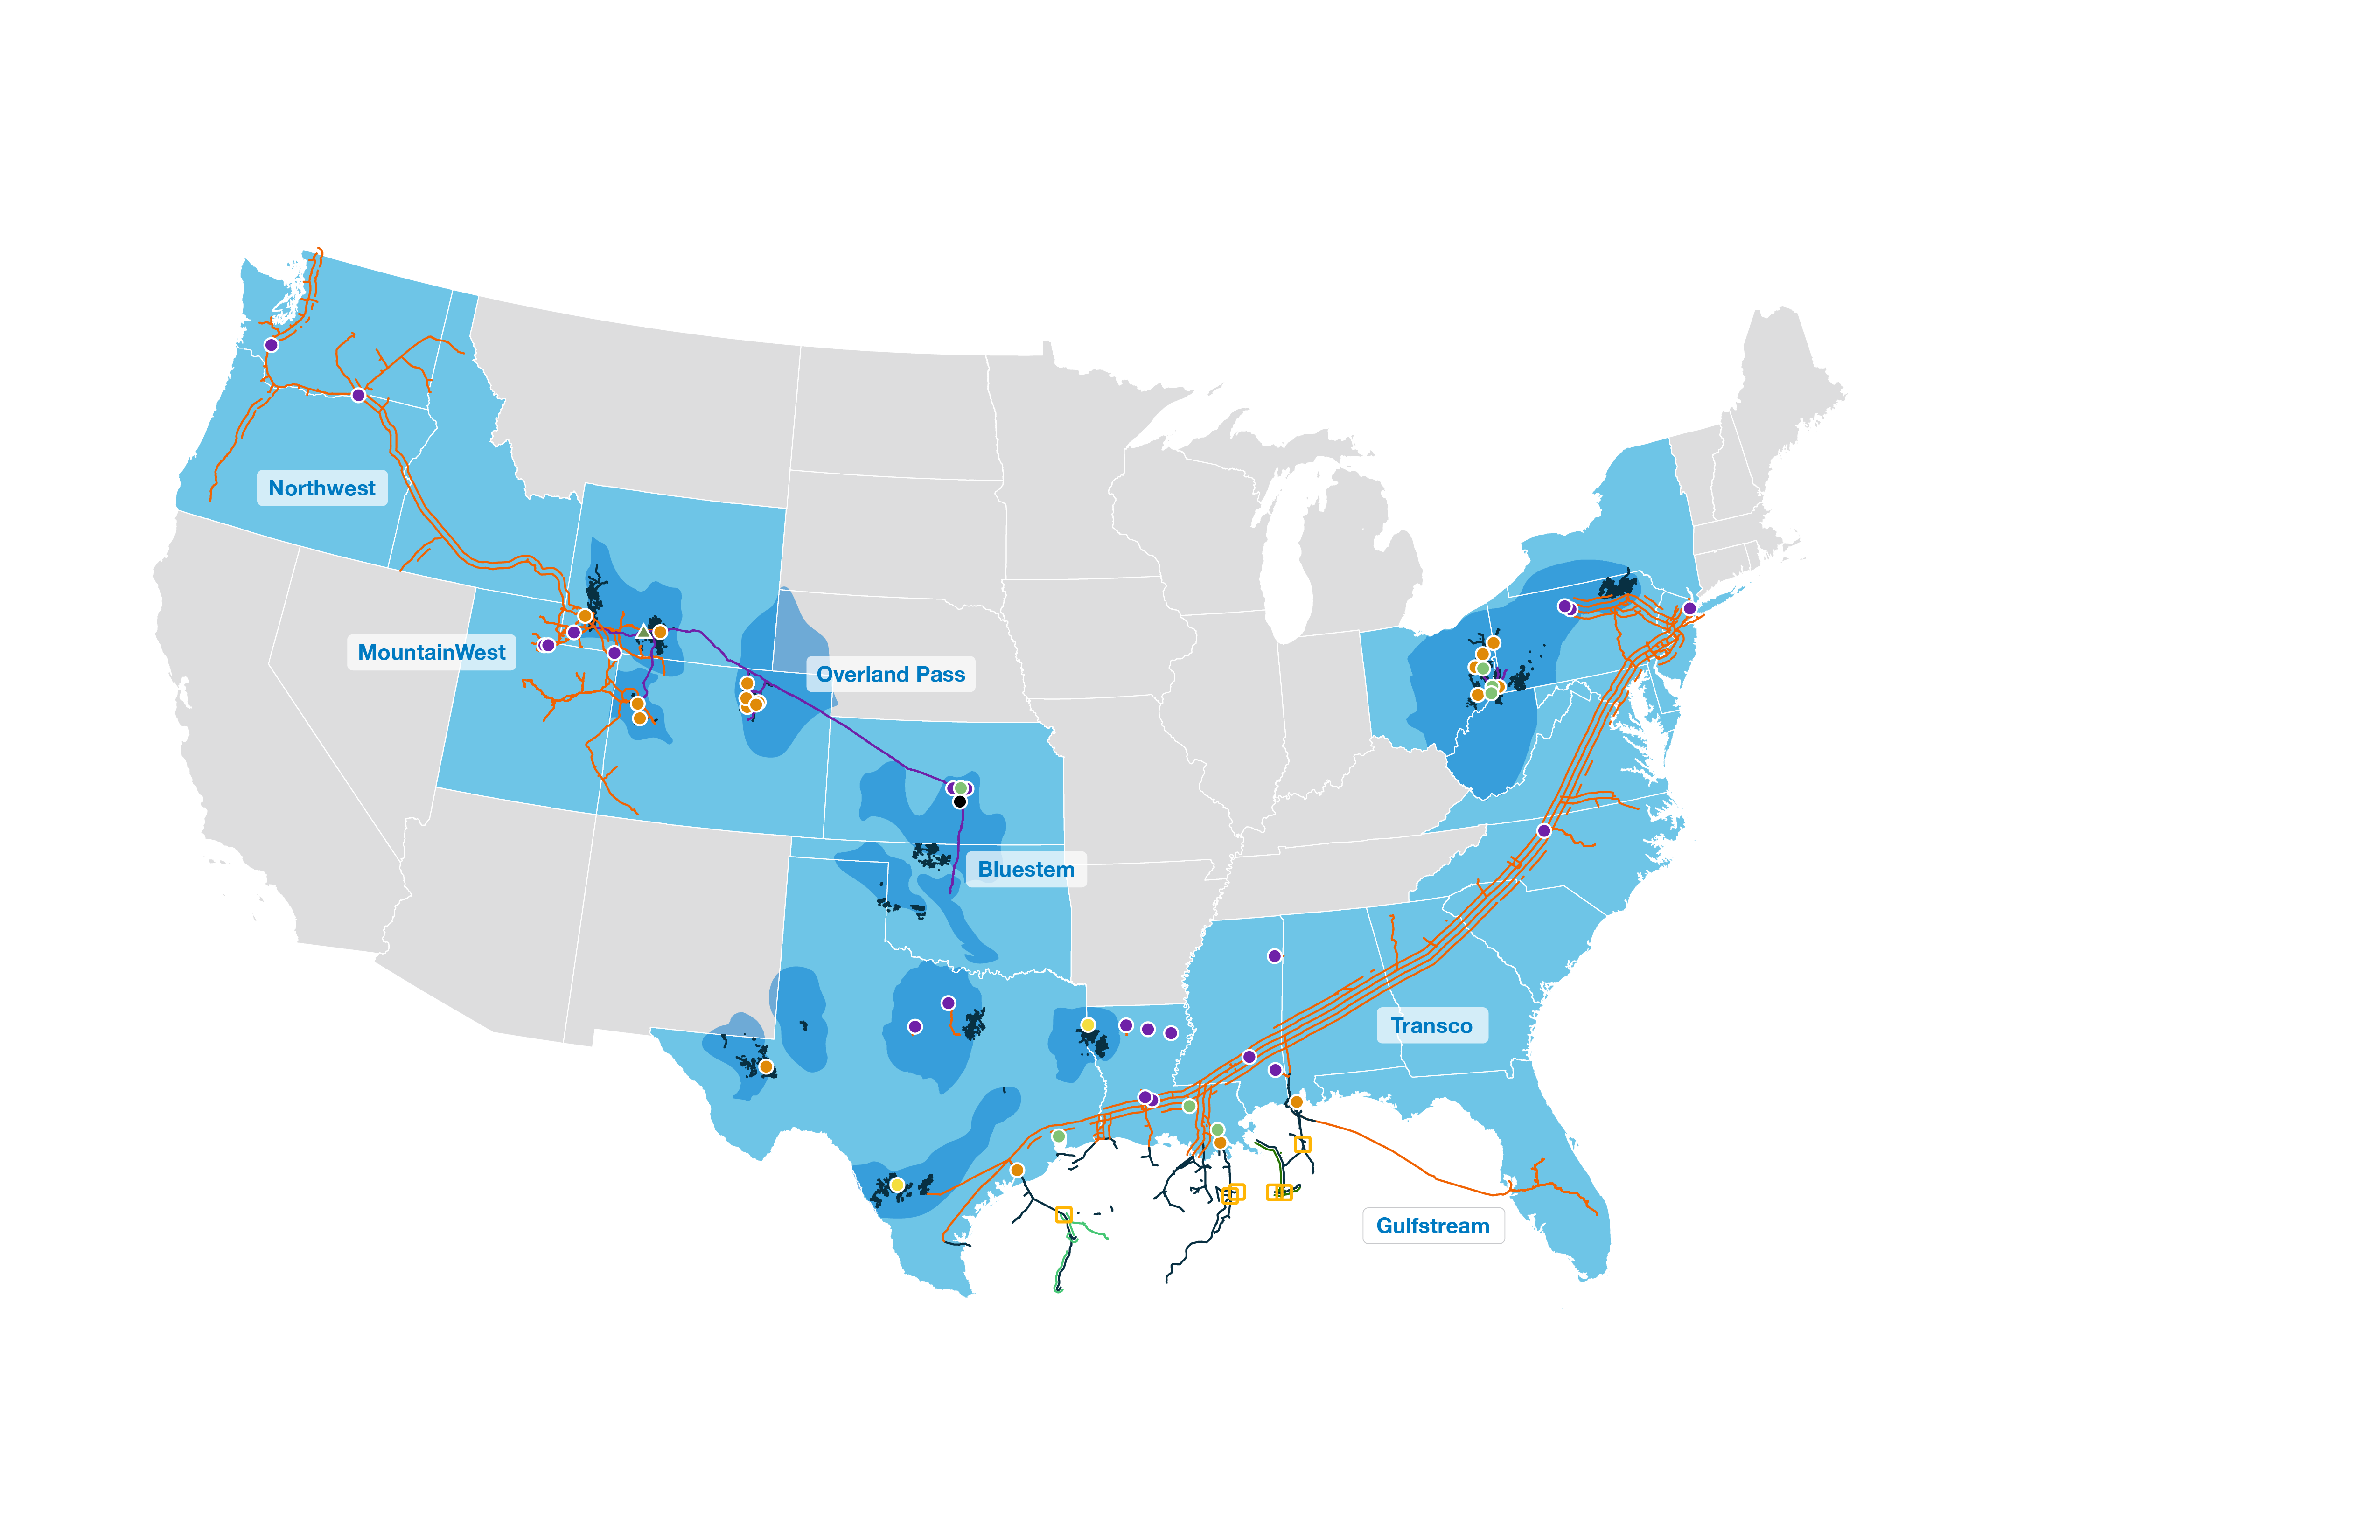 Northwest
MountainWest
Overland Pass
Bluestem
Transco
Gulfstream